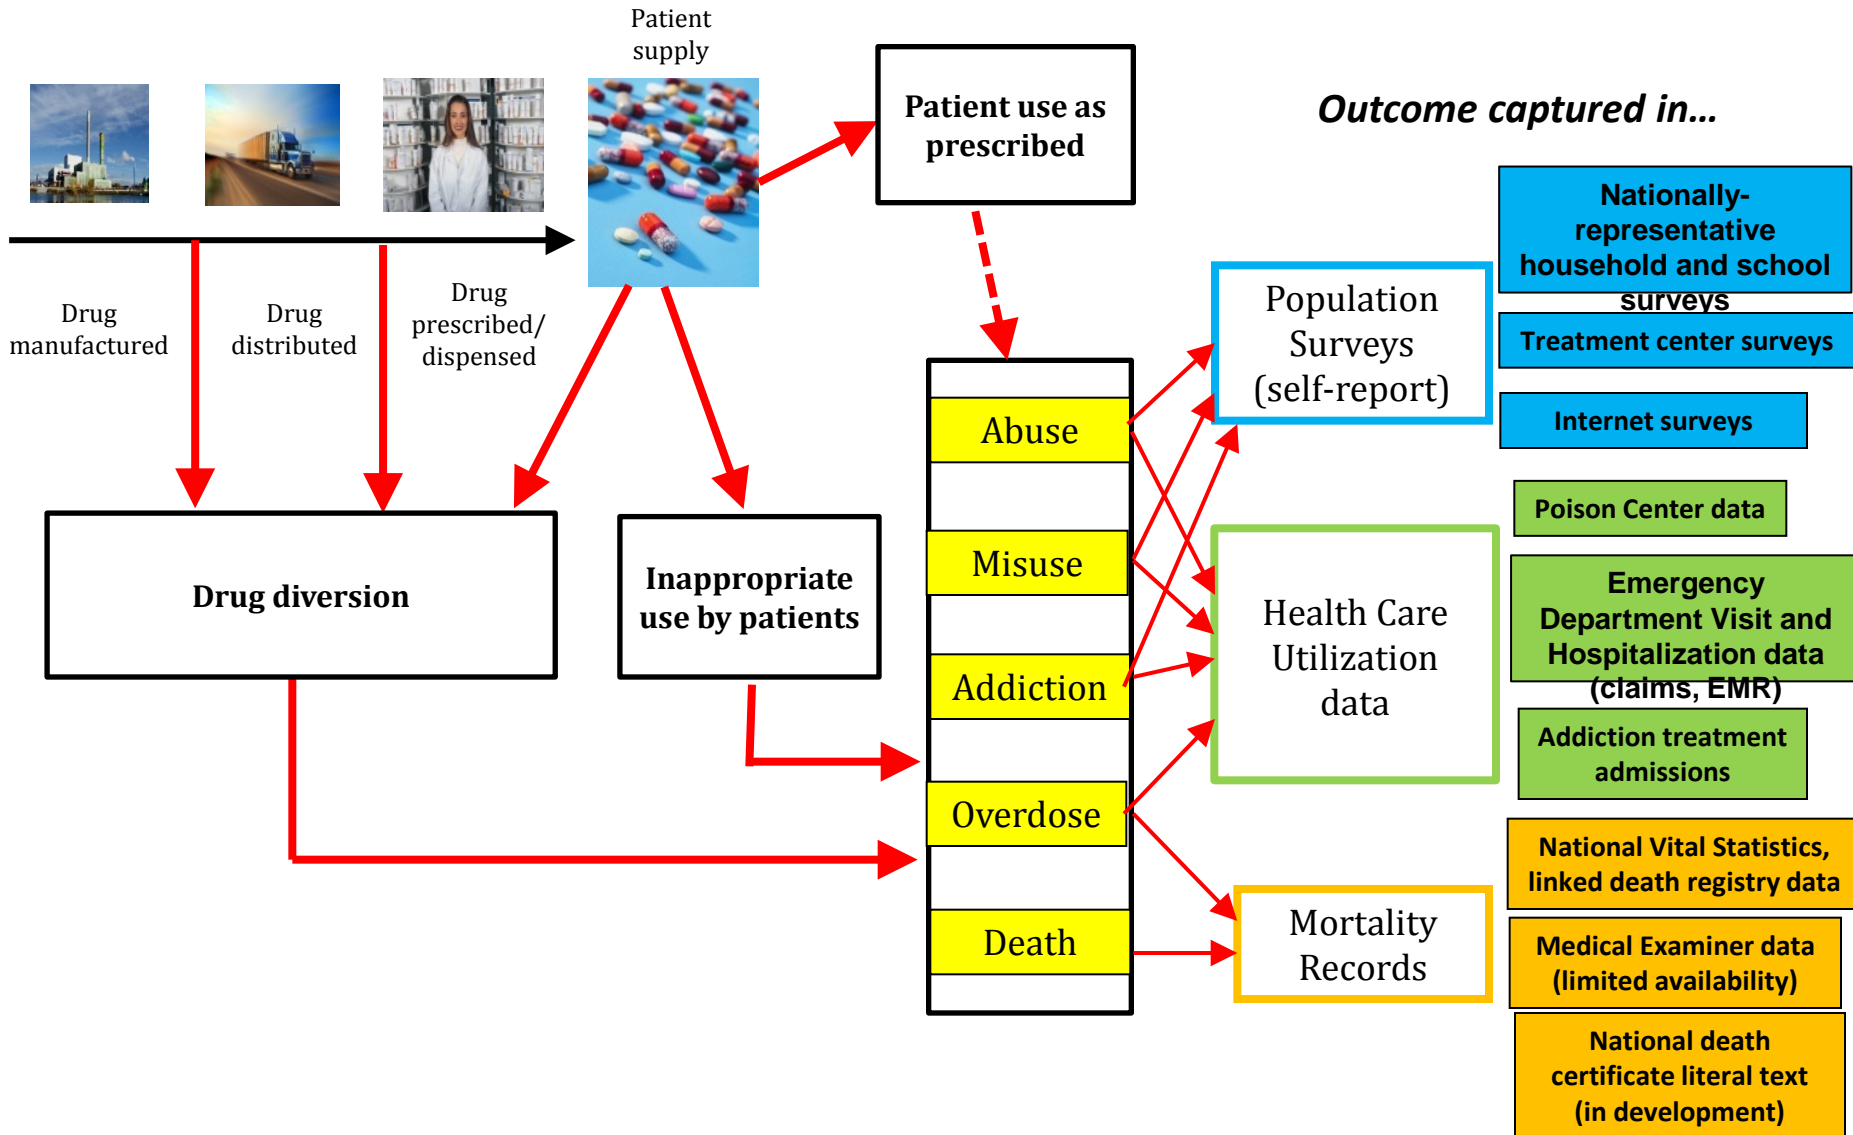 Patient
supply
Drug
manufactured
Drug
distributed
Drug
prescribed/
dispensed
Patient use as
prescribed
Drug diversion
Inappropriate
use by patients
Abuse
Misuse
Addiction
Overdose
Death
Outcome captured in...
Population
Surveys
(self-report)
Health Care
Utilization
data
Mortality
Records
Nationally-
representative
household and school
surveys
Treatment center surveys
Internet surveys
Poison Center data
Emergency
Department Visit and
Hospitalization data
(claims, EMR)
Addiction treatment
admissions
National Vital Statistics,
linked death registry data
Medical Examiner data
(limited availability)
National death
certificate literal text
(in development)